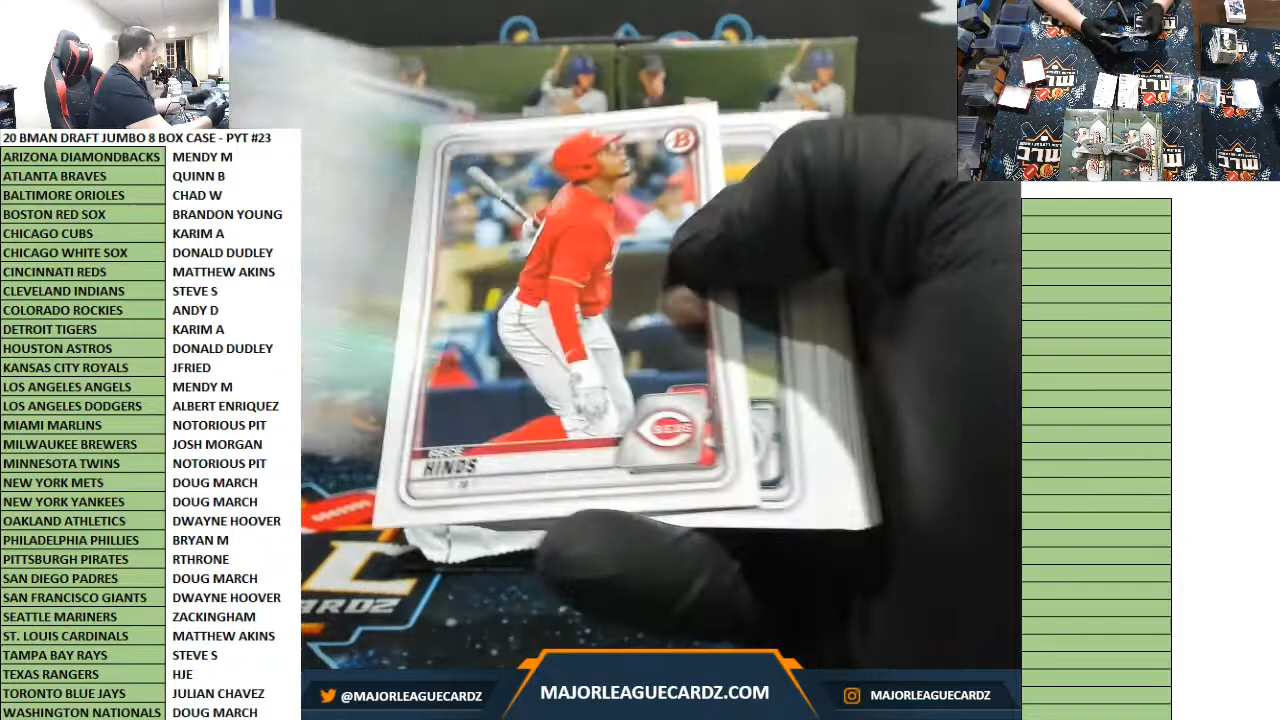 20 BMAN DRAFT JUMBO 8 BOX CASE - PYT #23
ARIZONA DIAMONDBACKS MENDY M
ATLANTA BRAVES QUINN B
BALTIMORE ORIOLES CHAD W
BOSTON RED SOX BRANDON YOUNG
CHICAGO CUBS KARIM A
CHICAGO WHITE SOX DONALD DUDLEY
CINCINNATI REDS MATTHEW AKINS
CLEVELAND INDIANS STEVE S
COLORADO ROCKIES ANDY D
DETROIT TIGERS KARIM A
HOUSTON ASTROS DONALD DUDLEY
KANSAS CITY ROYALS JFRIED
LOS ANGELES ANGELS MENDY M
LOS ANGELES DODGERS ALBERT ENRIQUEZ
MIAMI MARLINS NOTORIOUS PIT
MILWAUKEE BREWERS JOSH MORGAN
MINNESOTA TWINS NOTORIOUS PIT
NEW YORK METS DOUG MARCH
NEW YORK YANKEES DOUG MARCH
OAKLAND ATHLETICS DWAYNE HOOVER
PHILADELPHIA PHILLIES BRYAN M
PITTSBURGH PIRATES RTHRONE
SAN DIEGO PADRES DOUG MARCH
SAN FRANCISCO GIANTS DWAYNE HOOVER
SEATTLE MARINERS ZACKINGHAM
ST. LOUIS CARDINALS MATTHEW AKINS
TAMPA BAY RAYS STEVE S
TEXAS RANGERS HJE
TORONTO BLUE JAYS JULIAN CHAVEZ
WASHINGTON NATIONALS DOUG MARCH
B
REDS
HINDS
@MAJORLEAGUECARDZ
MAJORLEAGUECARDZ.COM
MAJORLEAGUECARDZ